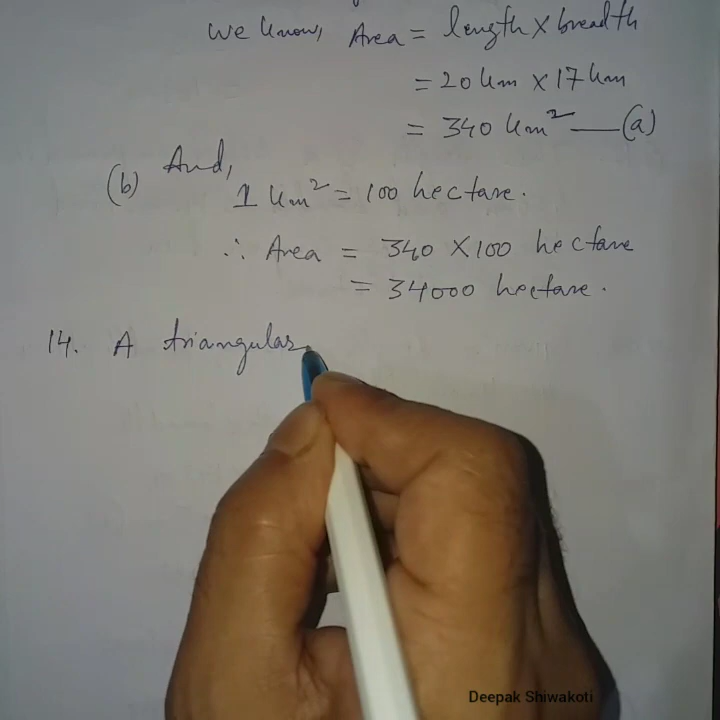 we know, Area = length × breadth
= 20 km × 17 km
= 340 km² — (a)
(b) And,
1 km² = 100 hectare.
∴ Area = 340 × 100 hectare
= 34000 hectare.
14. A triangular
Deepak Shiwakoti